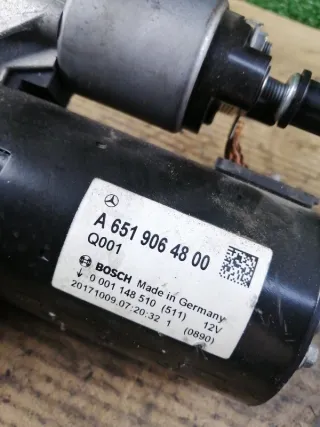 A 651 906 48 00
Q001
BOSCH Made in Germany
0 001 148 510 (511) 12V
20171009.07:20:32 1 (0890)